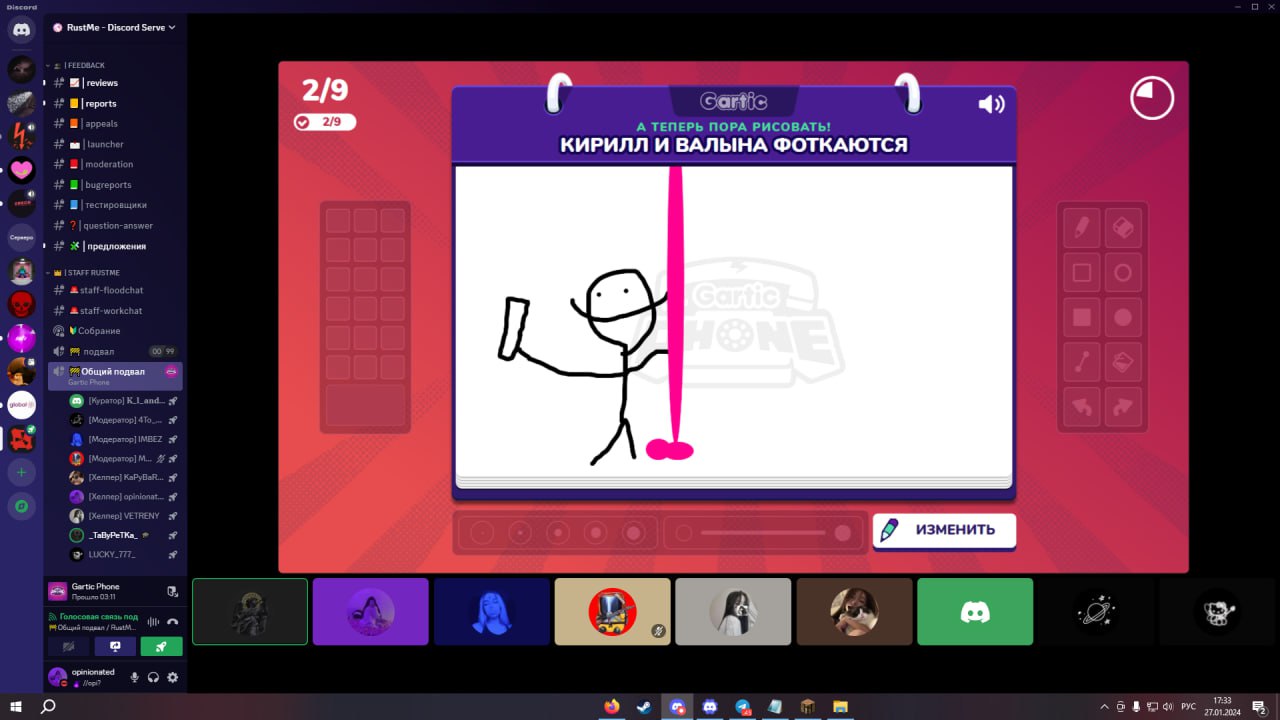 Discord
RustMe - Discord Serve
| FEEDBACK
| reviews
| reports
| appeals
| launcher
| moderation
| bugreports
| тестировщики
| question-answer
| предложения
| STAFF RUSTME
staff-floodchat
staff-workchat
Собрание
подвал
00 99
Общий подвал
Gartic Phone
[Куратор] K_l_and...
[Модератор] 4To_...
[Модератор] IMBEZ
[Модератор] M...
[Хелпер] KaPyBaR...
[Хелпер] opinionat...
[Хелпер] VETRENY
_TaByPeTKa_
LUCKY_777_
Gartic Phone
Прошло 03:11
Голосовая связь под
Общий подвал / RustM...
opinionated
//opi?
Серверо
global
2/9
2/9
Gartic
А ТЕПЕРЬ ПОРА РИСОВАТЬ!
КИРИЛЛ И ВАЛЫНА ФОТКАЮТСЯ
Gartic
PHONE
ИЗМЕНИТЬ
РУС
17:33
27.01.2024
2